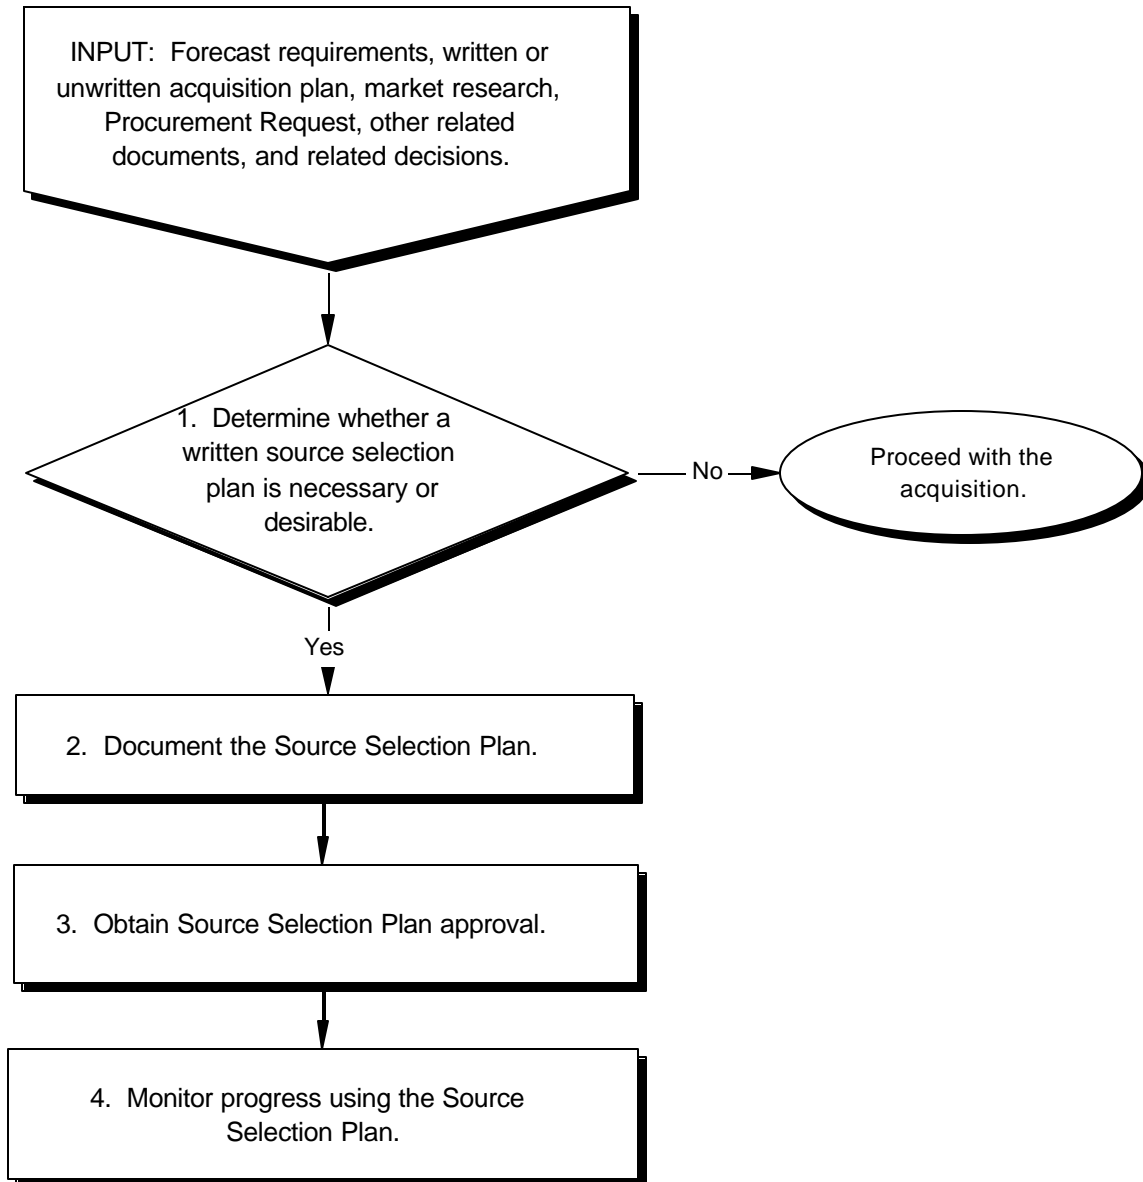 INPUT:  Forecast requirements, written or
unwritten acquisition plan, market research,
Procurement Request, other related
documents, and related decisions.
1.  Determine whether a
written source selection
plan is necessary or
desirable.
No
Proceed with the
acquisition.
Yes
2.  Document the Source Selection Plan.
3.  Obtain Source Selection Plan approval.
4.  Monitor progress using the Source
Selection Plan.